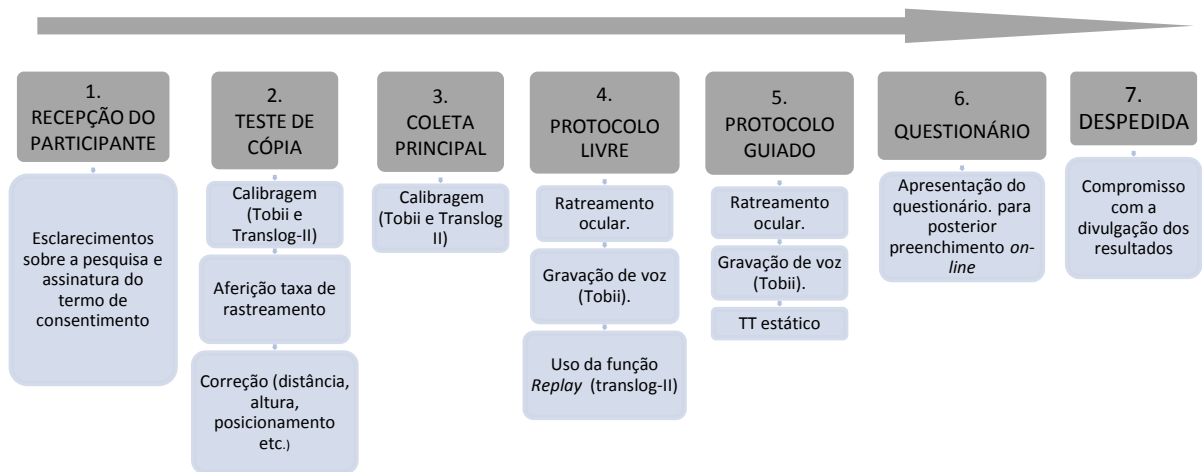 1.
RECEPÇÃO DO
PARTICIPANTE
Esclarecimentos
sobre a pesquisa e
assinatura do
termo de
consentimento
2.
TESTE DE
CÓPIA
Calibragem
(Tobii e
Translog-II)
Aferição taxa de
rastreamento
Correção (distância,
altura,
posicionamento
etc.)
3.
COLETA
PRINCIPAL
Calibragem
(Tobii e Translog
II)
4.
PROTOCOLO
LIVRE
Ratreamento
ocular.
Gravação de voz
(Tobii).
Uso da função
Replay (translog-II)
5.
PROTOCOLO
GUIADO
Ratreamento
ocular.
Gravação de voz
(Tobii).
TT estático
6.
QUESTIONÁRIO
Apresentação do
questionário. para
posterior
preenchimento on-
line
7.
DESPEDIDA
Compromisso
com a
divulgação dos
resultados